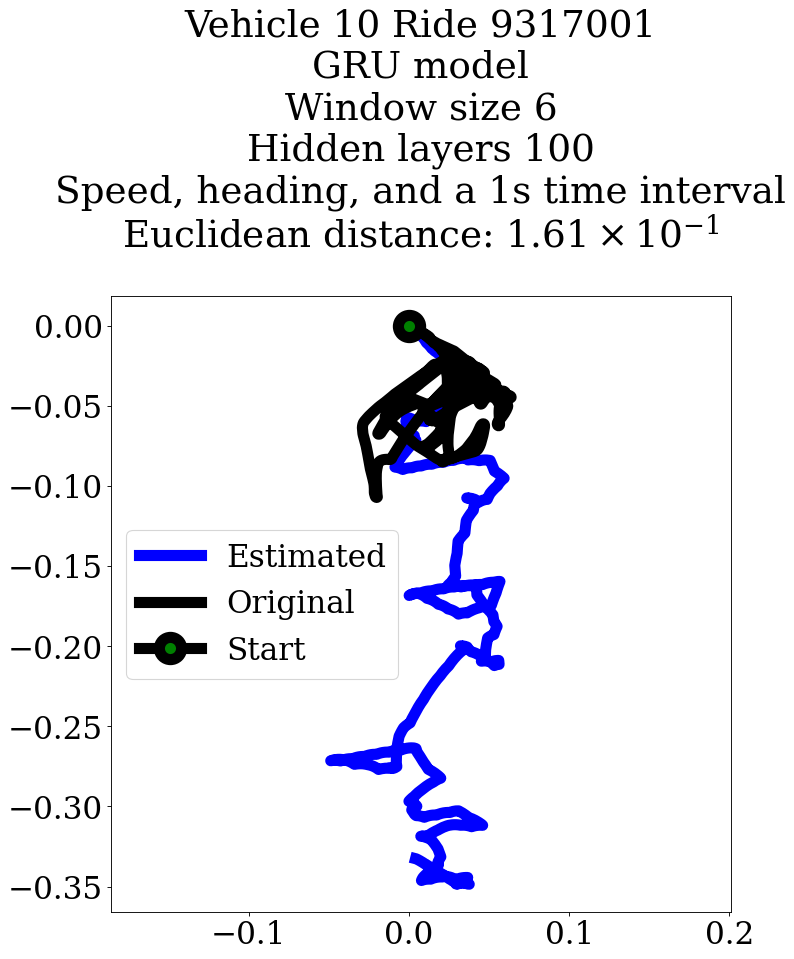 Vehicle 10 Ride 9317001
GRU model
Window size 6
Hidden layers 100
Speed, heading, and a 1s time interval
Euclidean distance: 1.61 × 10⁻¹
0.00
−0.05
−0.10
−0.15
−0.20
−0.25
−0.30
−0.35
Estimated
Original
Start
−0.1
0.0
0.1
0.2